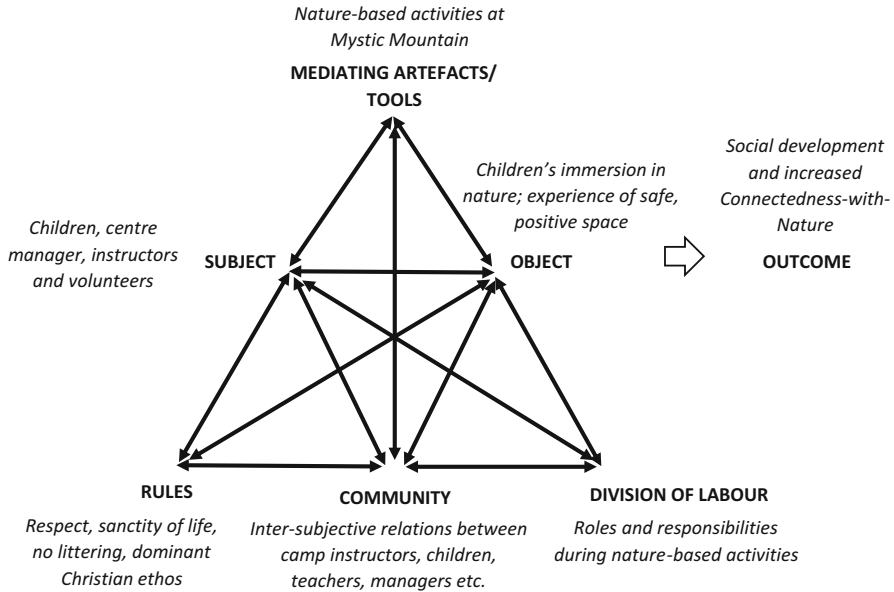 Nature-based activities at
Mystic Mountain
MEDIATING ARTEFACTS/
TOOLS
Children’s immersion in
nature; experience of safe,
positive space
Social development
and increased
Connectedness-with-
Nature
Children, centre
manager, instructors
and volunteers
SUBJECT
OBJECT
OUTCOME
RULES
Respect, sanctity of life,
no littering, dominant
Christian ethos
COMMUNITY
Inter-subjective relations between
camp instructors, children,
teachers, managers etc.
DIVISION OF LABOUR
Roles and responsibilities
during nature-based activities